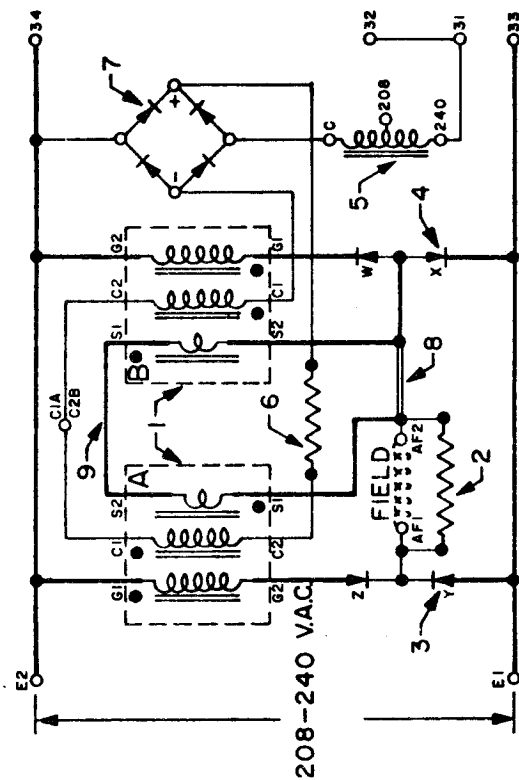 34
32
31
33
7
+
-
C
208
240
5
G2
C2
S1
G1
C1
S2
W
X
4
B
C1A
C2B
9
1
6
8
A
S2
C1
G1
S1
C2
G2
FIELD
AF2
AF1
2
Z
Y
3
E2
E1
208-240 V.A.C.